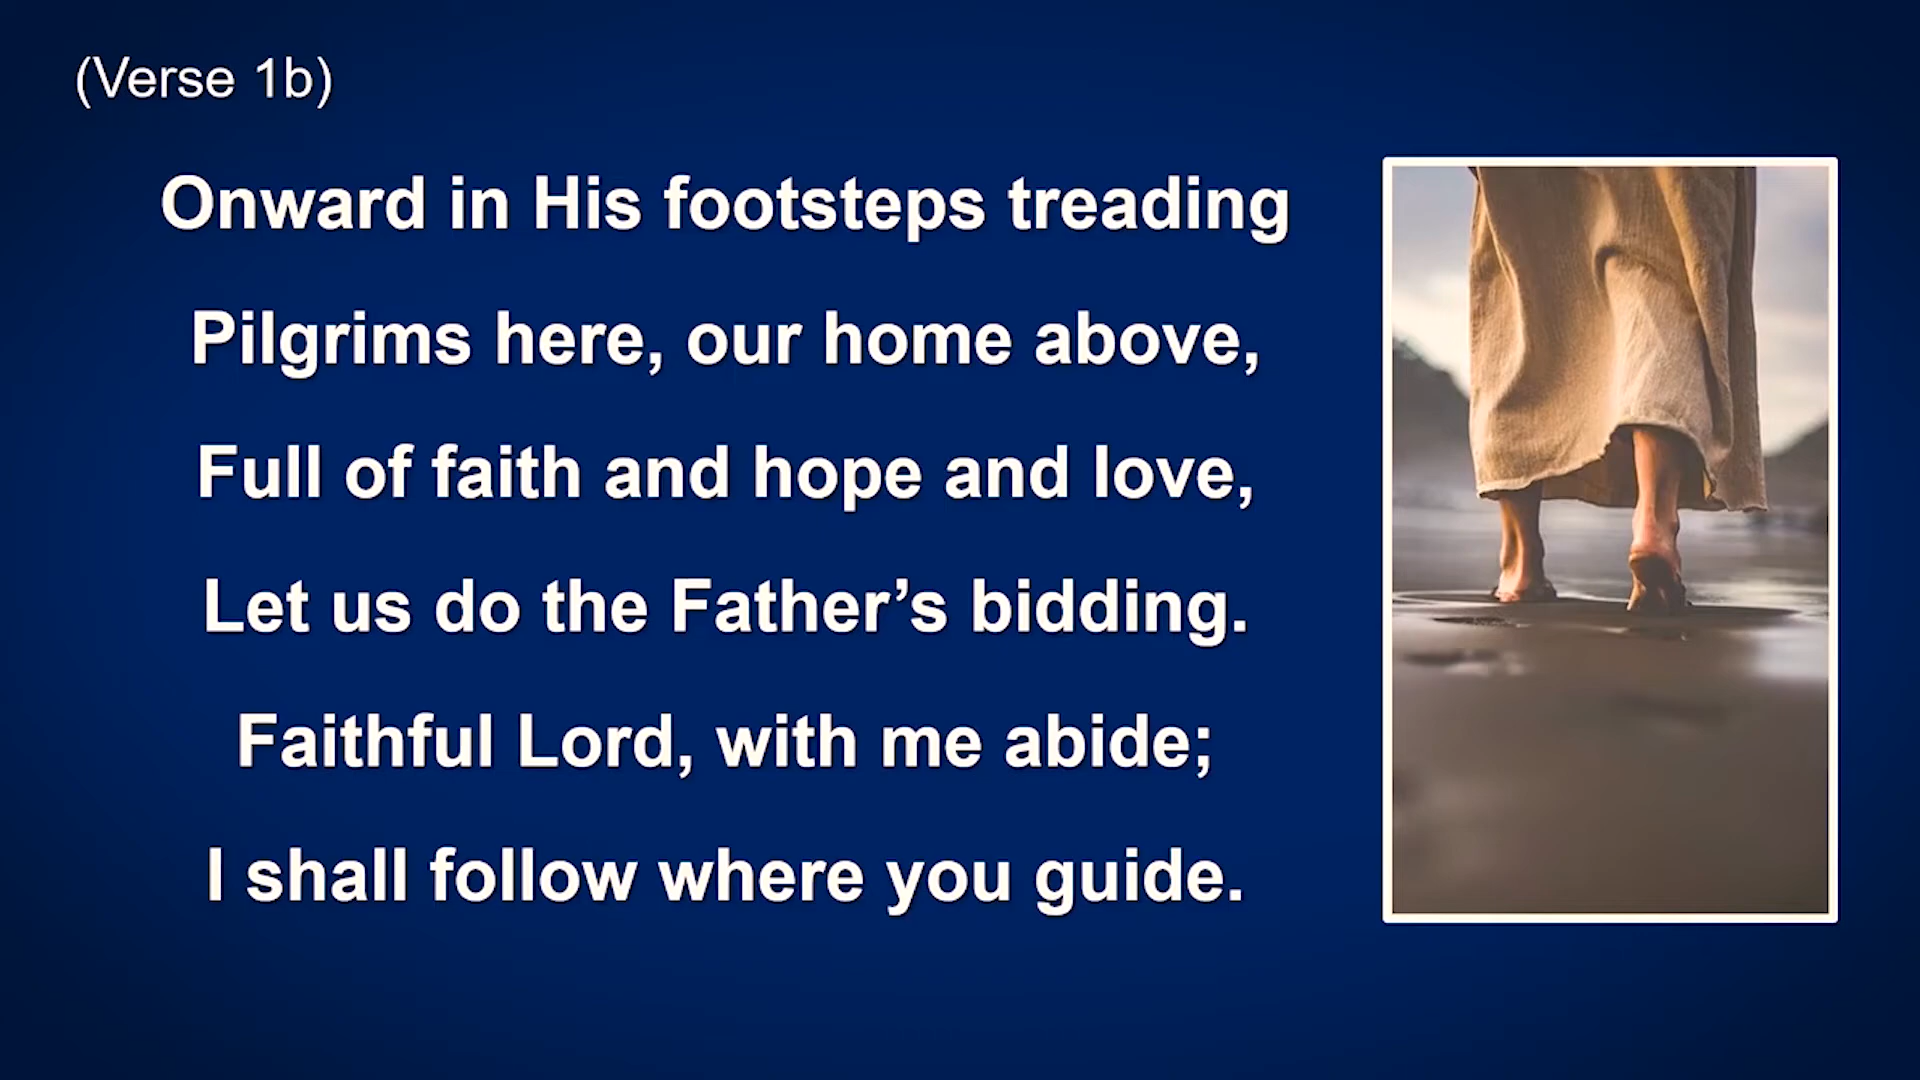 (Verse 1b)
Onward in His footsteps treading
Pilgrims here, our home above,
Full of faith and hope and love,
Let us do the Father’s bidding.
Faithful Lord, with me abide;
I shall follow where you guide.